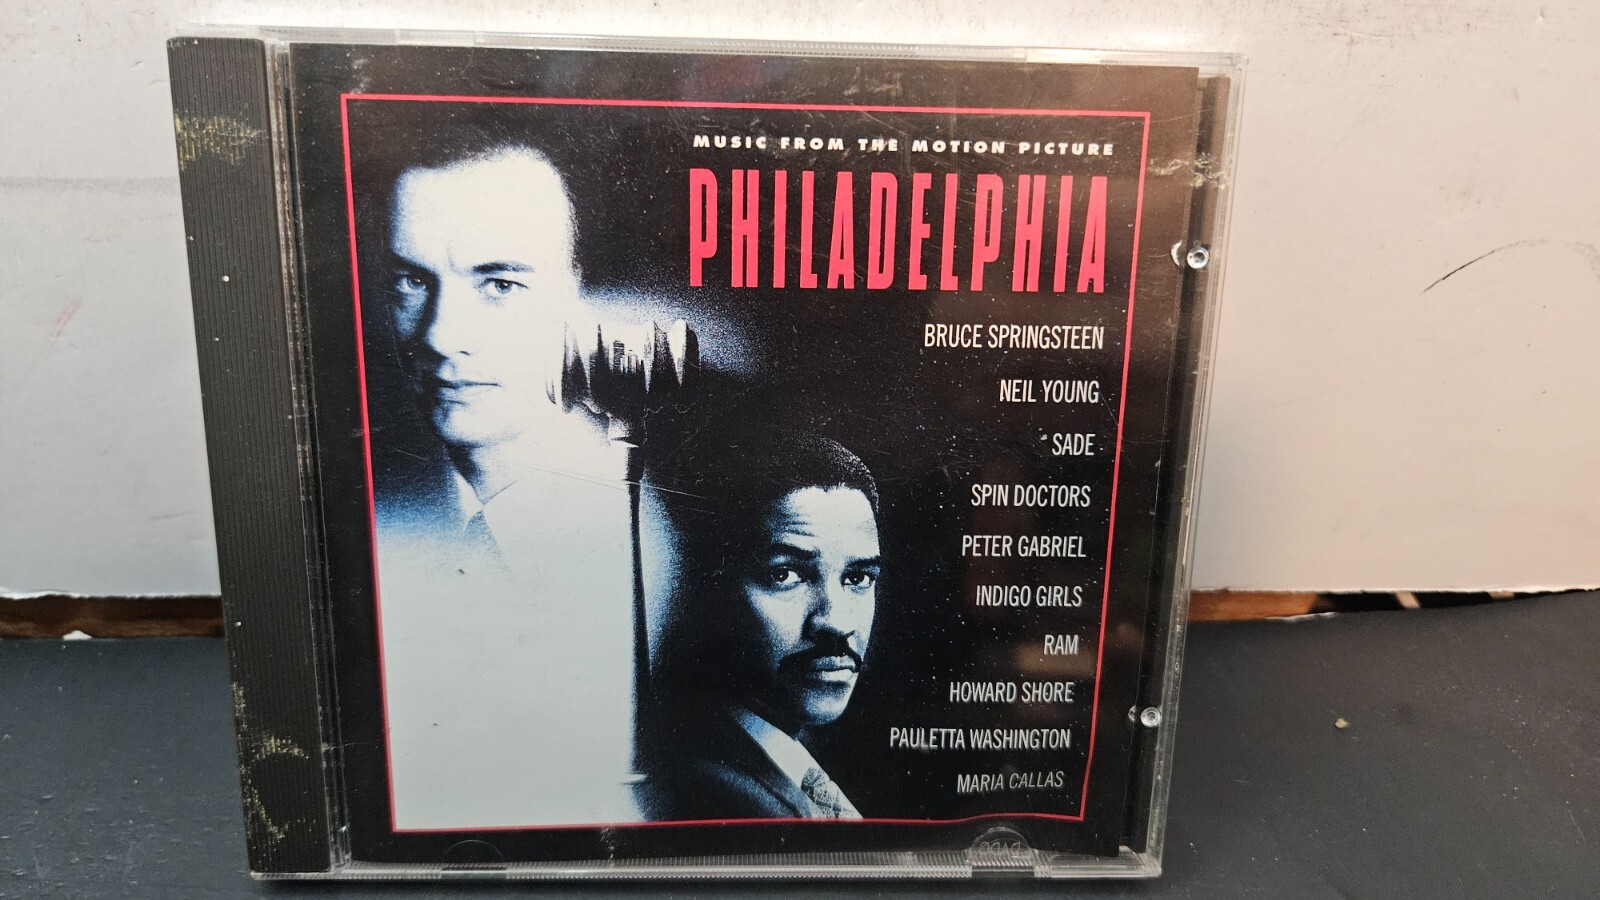 MUSIC FROM THE MOTION PICTURE
PHILADELPHIA
BRUCE SPRINGSTEEN
NEIL YOUNG
SADE
SPIN DOCTORS
PETER GABRIEL
INDIGO GIRLS
RAM
HOWARD SHORE
PAULETTA WASHINGTON
MARIA CALLAS